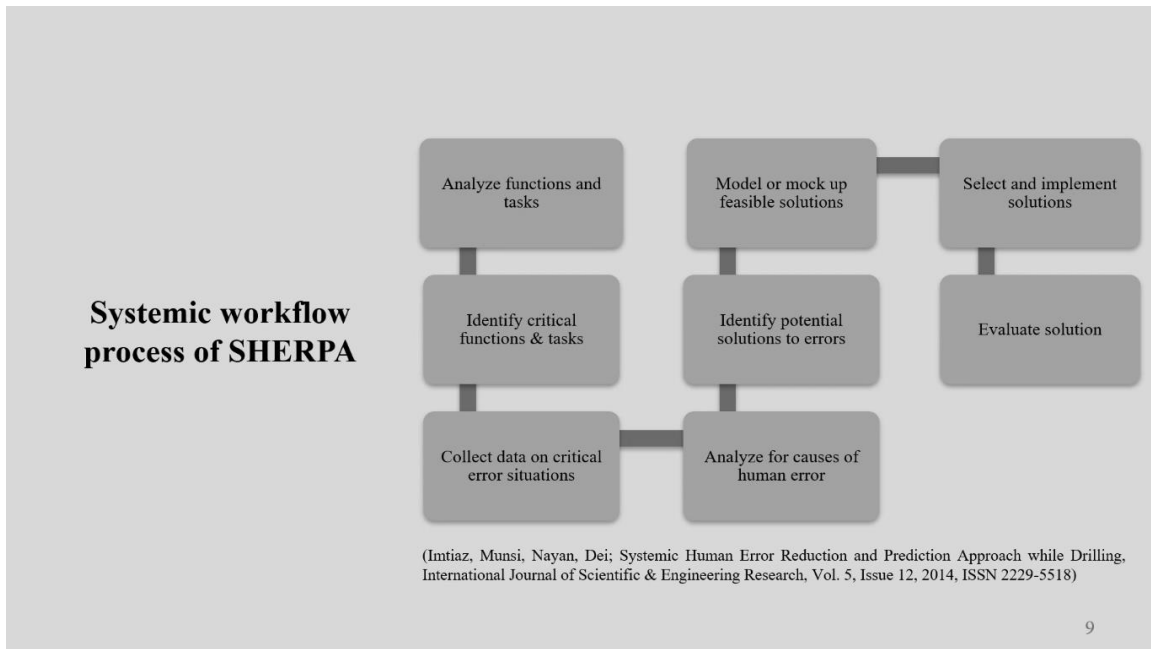 Systemic workflow
process of SHERPA
Analyze functions and
tasks
Identify critical
functions & tasks
Collect data on critical
error situations
Analyze for causes of
human error
Identify potential
solutions to errors
Model or mock up
feasible solutions
Select and implement
solutions
Evaluate solution
(Imtiaz, Munsi, Nayan, Dei; Systemic Human Error Reduction and Prediction Approach while Drilling,
International Journal of Scientific & Engineering Research, Vol. 5, Issue 12, 2014, ISSN 2229-5518)
9